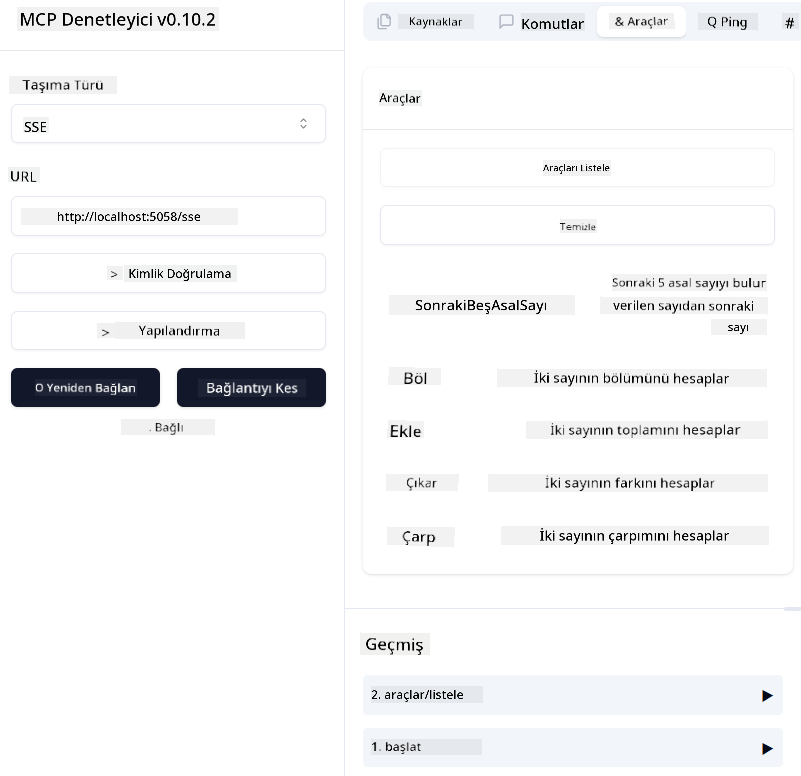 MCP Denetleyici v0.10.2
Taşıma Türü
SSE
URL
http://localhost:5058/sse
> Kimlik Doğrulama
> Yapılandırma
O Yeniden Bağlan
Bağlantıyı Kes
. Bağlı
Kaynaklar
Komutlar
& Araçlar
Q Ping
#
Araçlar
Araçları Listele
Temizle
SonrakiBeşAsalSayı
Sonraki 5 asal sayıyı bulur
verilen sayıdan sonraki
sayı
Böl
İki sayının bölümünü hesaplar
Ekle
İki sayının toplamını hesaplar
Çıkar
İki sayının farkını hesaplar
Çarp
İki sayının çarpımını hesaplar
Geçmiş
2. araçlar/listele
1. başlat